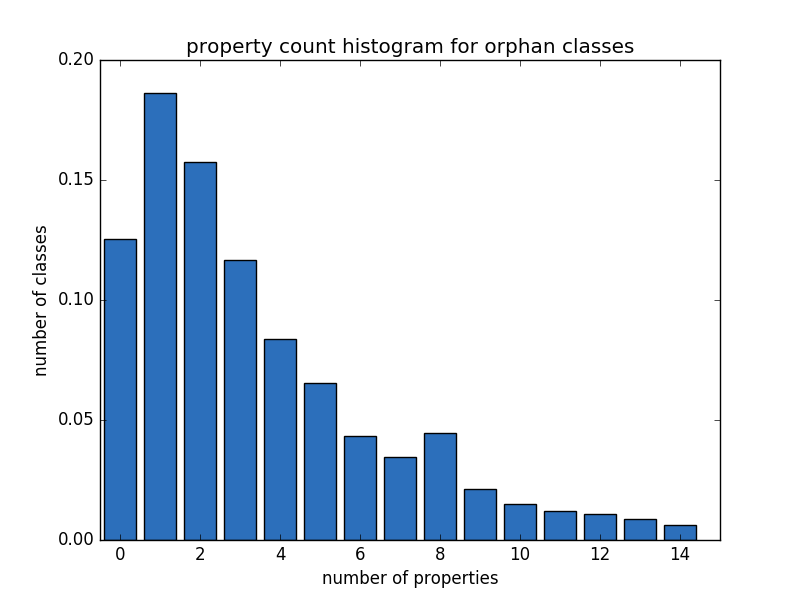 property count histogram for orphan classes
0.20
0.15
0.10
0.05
0.00
number of classes
0 2 4 6 8 10 12 14
number of properties